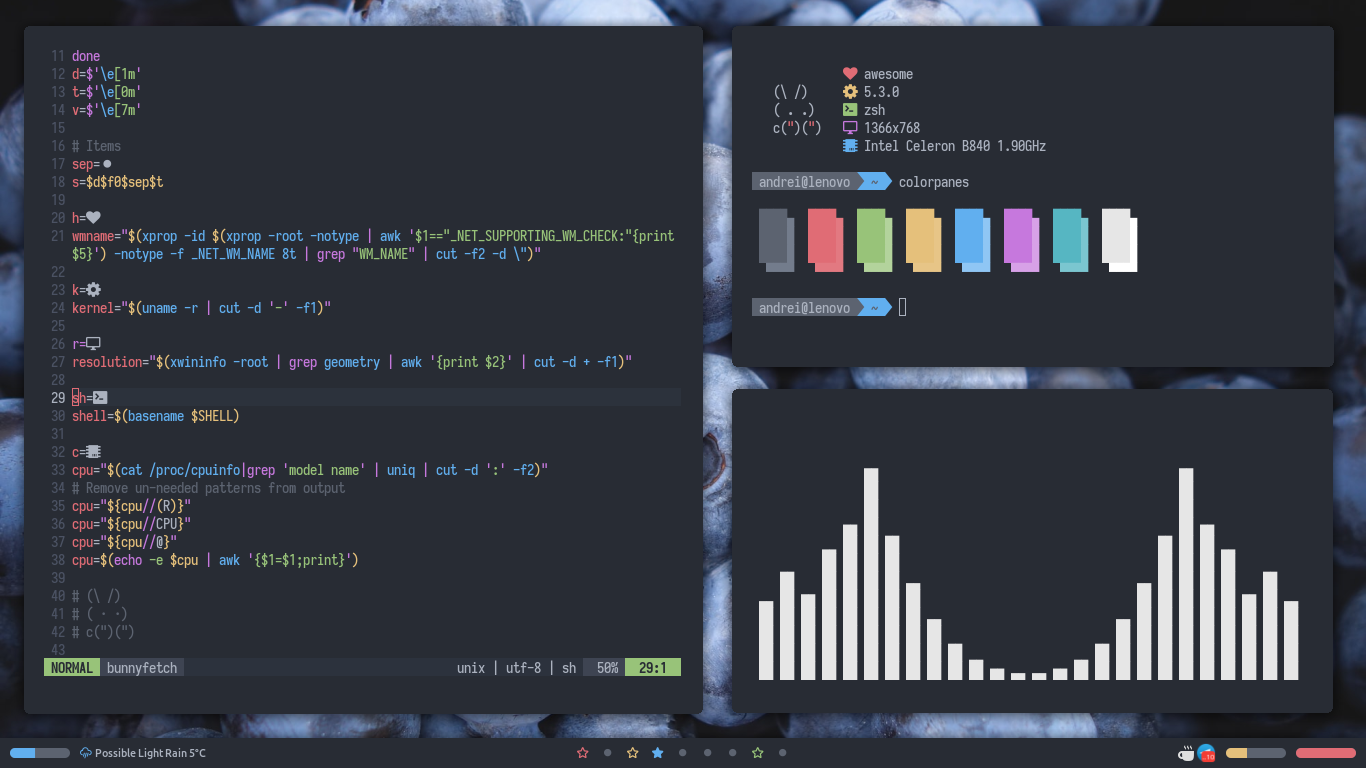 11 done
12 d=$'\e[1m'
13 t=$'\e[0m'
14 v=$'\e[7m'
15
16 # Items
17 sep=●
18 s=$d$f0$sep$t
19
20 h=
21 wmname="$(xprop -id $(xprop -root -notype | awk '$1=="_NET_SUPPORTING_WM_CHECK:"{print
$5}') -notype -f _NET_WM_NAME 8t | grep "WM_NAME" | cut -f2 -d \")"
22
23 k=
24 kernel="$(uname -r | cut -d '-' -f1)"
25
26 r=
27 resolution="$(xwininfo -root | grep geometry | awk '{print $2}' | cut -d + -f1)"
28
29 sh=
30 shell=$(basename $SHELL)
31
32 c=
33 cpu="$(cat /proc/cpuinfo|grep 'model name' | uniq | cut -d ':' -f2)"
34 # Remove un-needed patterns from output
35 cpu="${cpu//(R)}"
36 cpu="${cpu//CPU}"
37 cpu="${cpu//@}"
38 cpu=$(echo -e $cpu | awk '{$1=$1;print}')
39
40 # (\ /)
41 # ( · ·)
42 # c(")(")
43
NORMAL bunnyfetch unix | utf-8 | sh 50% 29:1
awesome
(\ /) 5.3.0
( . .) zsh
c(")(") 1366x768
Intel Celeron B840 1.90GHz
andrei@lenovo ~ colorpanes
andrei@lenovo ~
Possible Light Rain 5°C